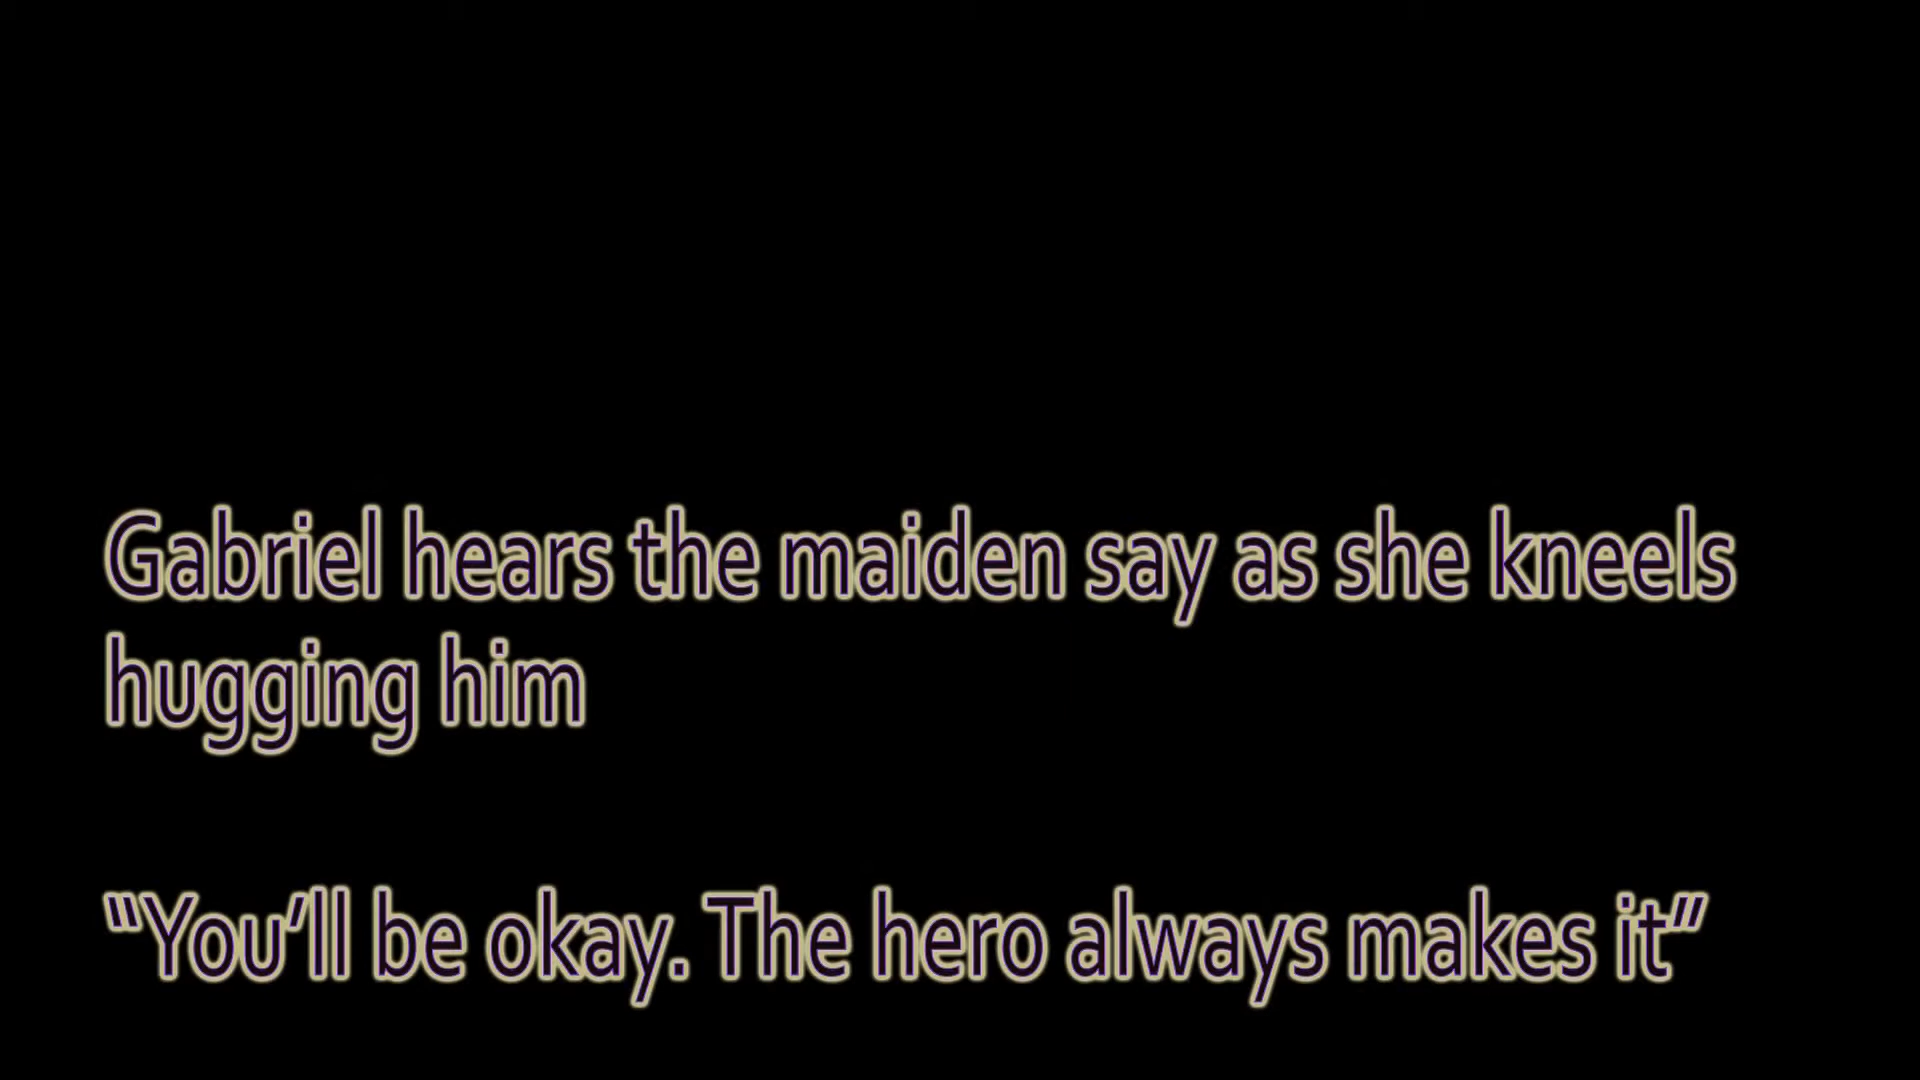 Gabriel hears the maiden say as she kneels
hugging him
“You’ll be okay. The hero always makes it”